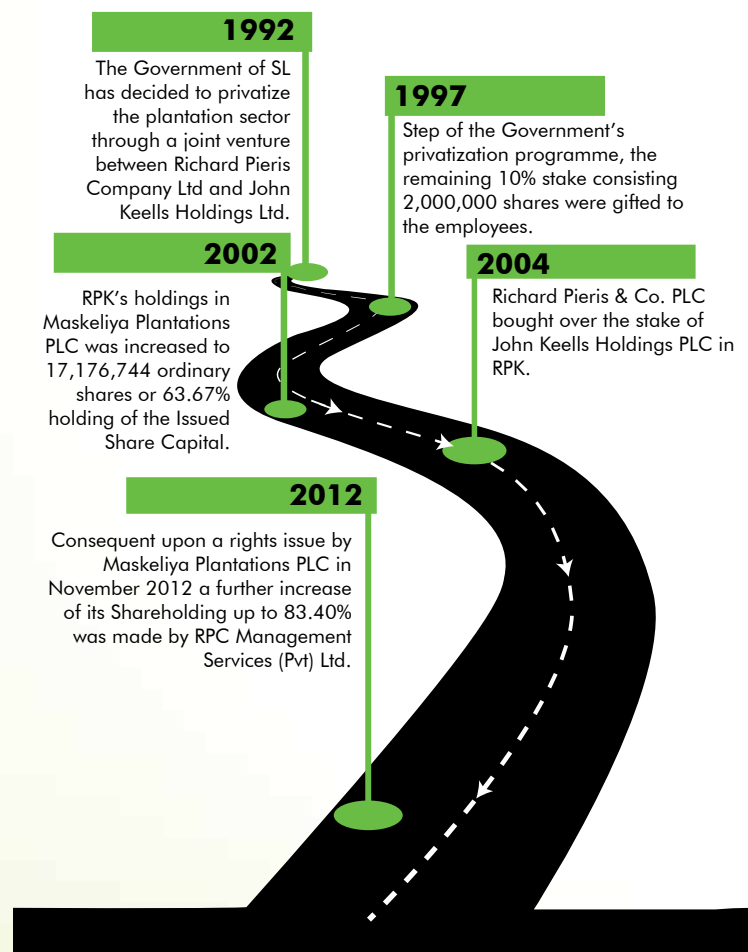 1992
The Government of SL
has decided to privatize
the plantation sector
through a joint venture
between Richard Pieris
Company Ltd and John
Keells Holdings Ltd.
1997
Step of the Government's
privatization programme, the
remaining 10% stake consisting
2,000,000 shares were gifted to
the employees.
2002
RPK's holdings in
Maskeliya Plantations
PLC was increased to
17,176,744 ordinary
shares or 63.67%
holding of the Issued
Share Capital.
2004
Richard Pieris & Co. PLC
bought over the stake of
John Keells Holdings PLC in
RPK.
2012
Consequent upon a rights issue by
Maskeliya Plantations PLC in
November 2012 a further increase
of its Shareholding up to 83.40%
was made by RPC Management
Services (Pvt) Ltd.